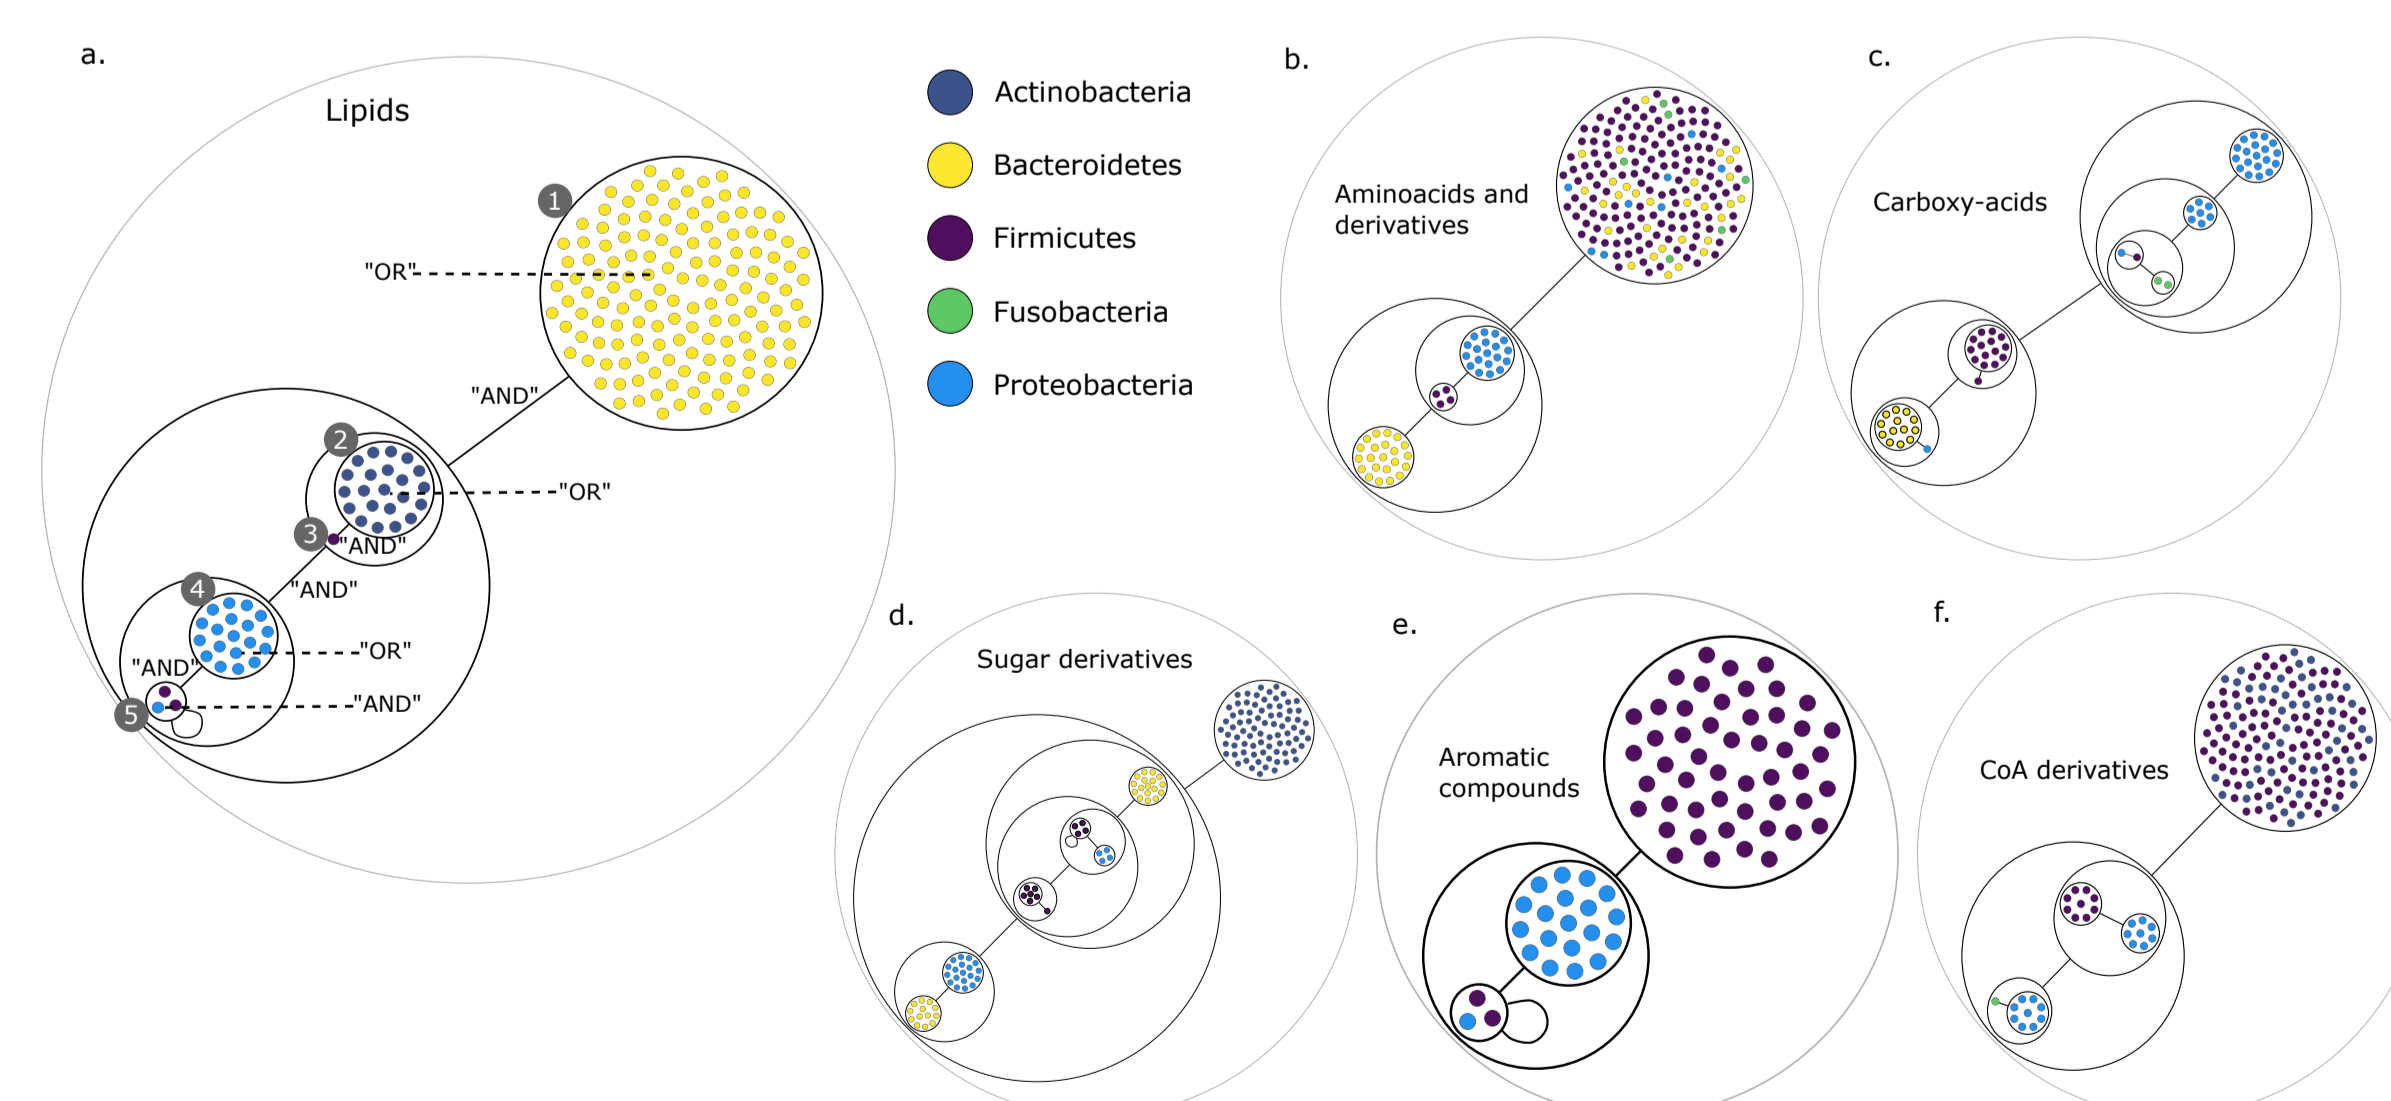 a.
Lipids
1
"OR"
"AND"
2
"OR"
3
"AND"
"AND"
4
"OR"
"AND"
"AND"
5
Actinobacteria
Bacteroidetes
Firmicutes
Fusobacteria
Proteobacteria
b.
Aminoacids and
derivatives
c.
Carboxy-acids
d.
Sugar derivatives
e.
Aromatic
compounds
f.
CoA derivatives